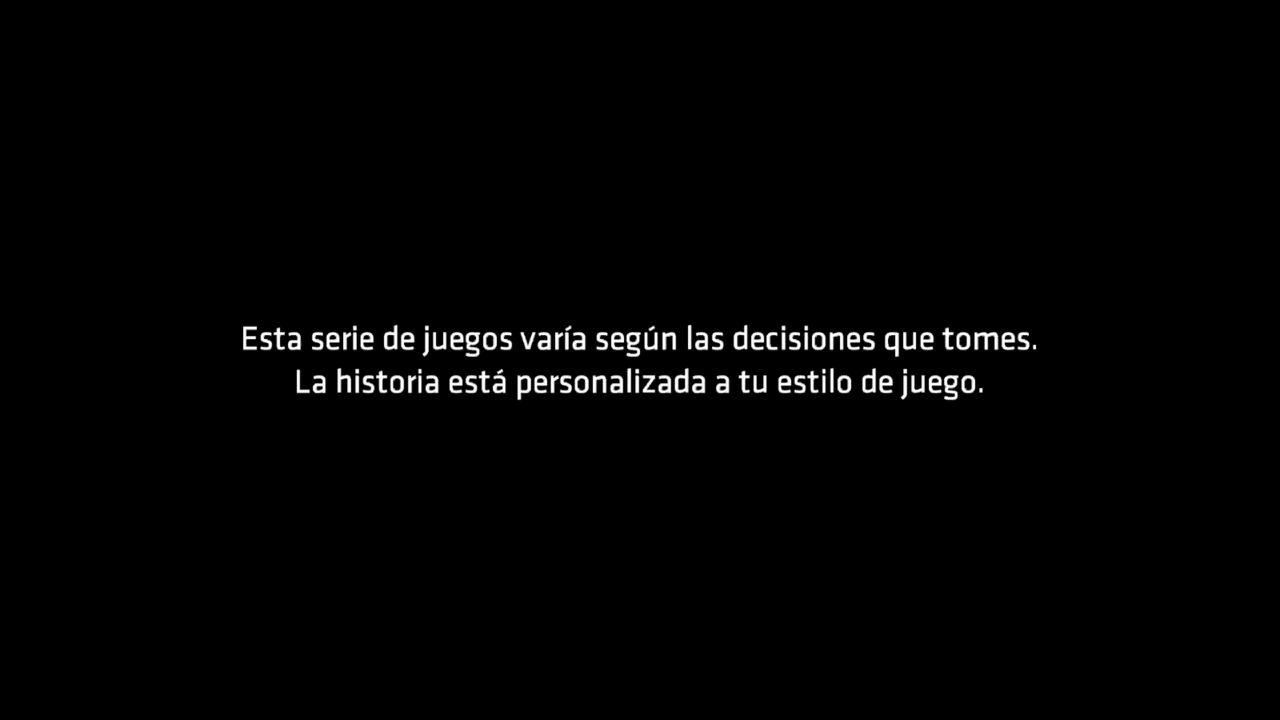 Esta serie de juegos varía según las decisiones que tomes.
La historia está personalizada a tu estilo de juego.